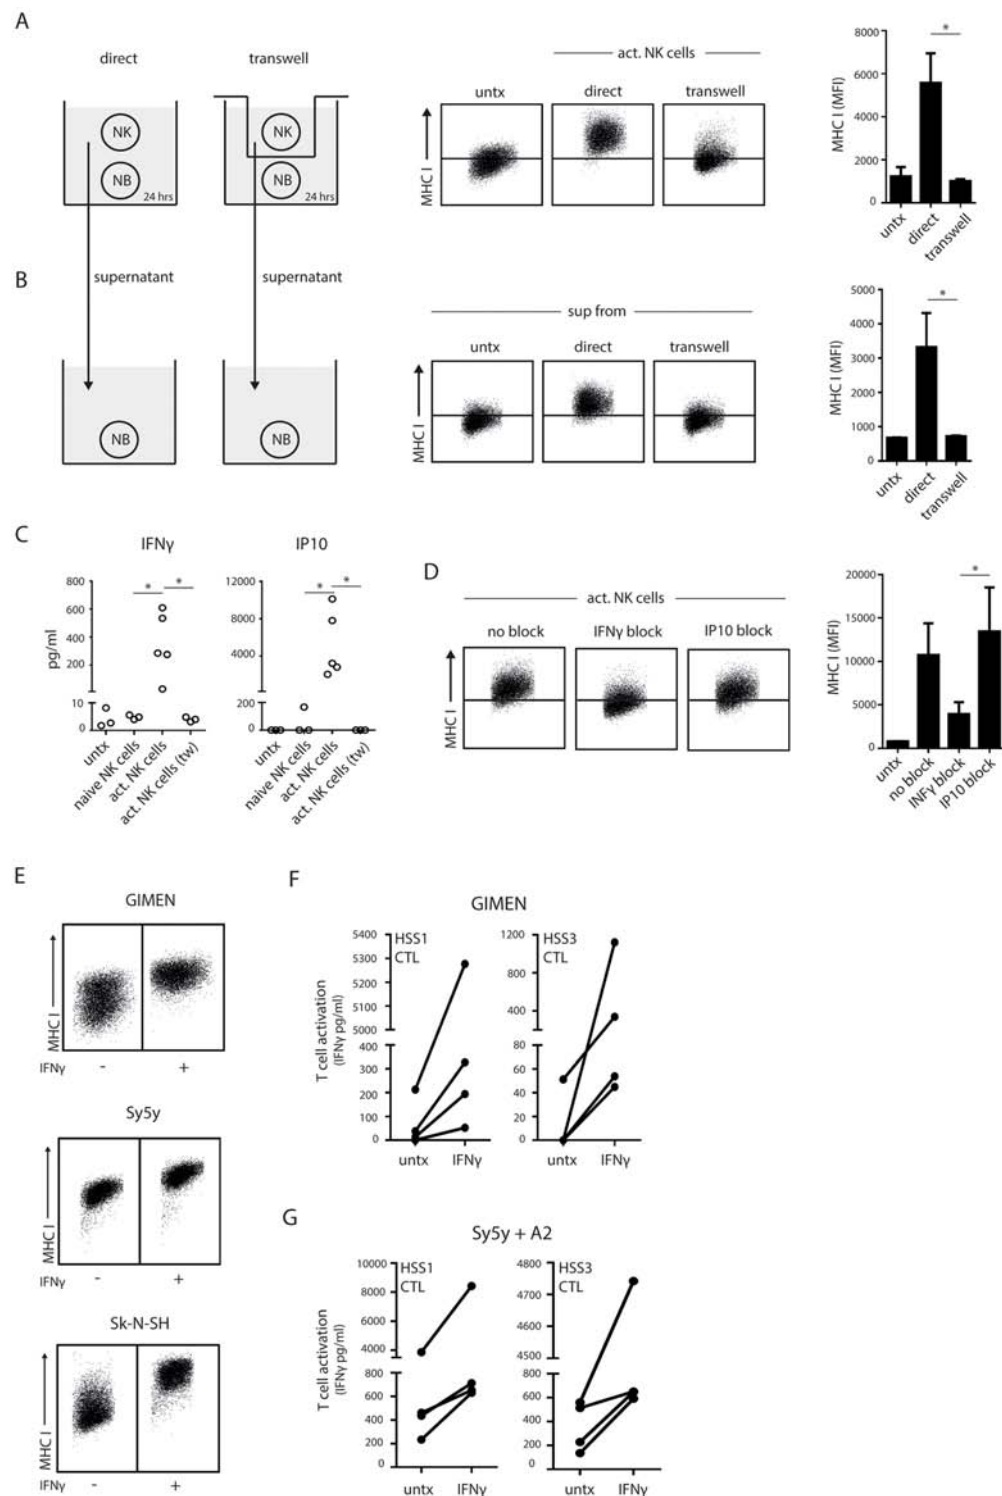 A
direct
transwell
NK
NK
NB
NB
24 hrs
24 hrs
act. NK cells
untx
direct
transwell
MHC I
MHC I (MFI)
8000
6000
4000
2000
0
*
untx
direct
transwell
B
supernatant
supernatant
NB
NB
sup from
untx
direct
transwell
MHC I
MHC I (MFI)
5000
4000
3000
2000
1000
0
*
untx
direct
transwell
C
IFNγ
pg/ml
800
600
400
200
10
0
* *
untx
naive NK cells
act. NK cells
act. NK cells (tw)
IP10
12000
4000
200
0
* *
untx
naive NK cells
act. NK cells
act. NK cells (tw)
D
act. NK cells
no block
IFNγ block
IP10 block
MHC I
MHC I (MFI)
20000
15000
10000
5000
0
*
untx
no block
INFγ block
IP10 block
E
GIMEN
MHC I
IFNγ - +
Sy5y
MHC I
IFNγ - +
Sk-N-SH
MHC I
IFNγ - +
F
GIMEN
T cell activation
(IFNγ pg/ml)
HSS1
CTL
5400
5300
5200
5100
5000
400
300
200
100
0
untx IFNγ
HSS3
CTL
1200
800
400
80
60
40
20
0
untx IFNγ
G
Sy5y + A2
T cell activation
(IFNγ pg/ml)
HSS1
CTL
10000
8000
6000
4000
800
600
400
200
0
untx IFNγ
HSS3
CTL
4800
4700
4600
4500
800
600
400
200
0
untx IFNγ